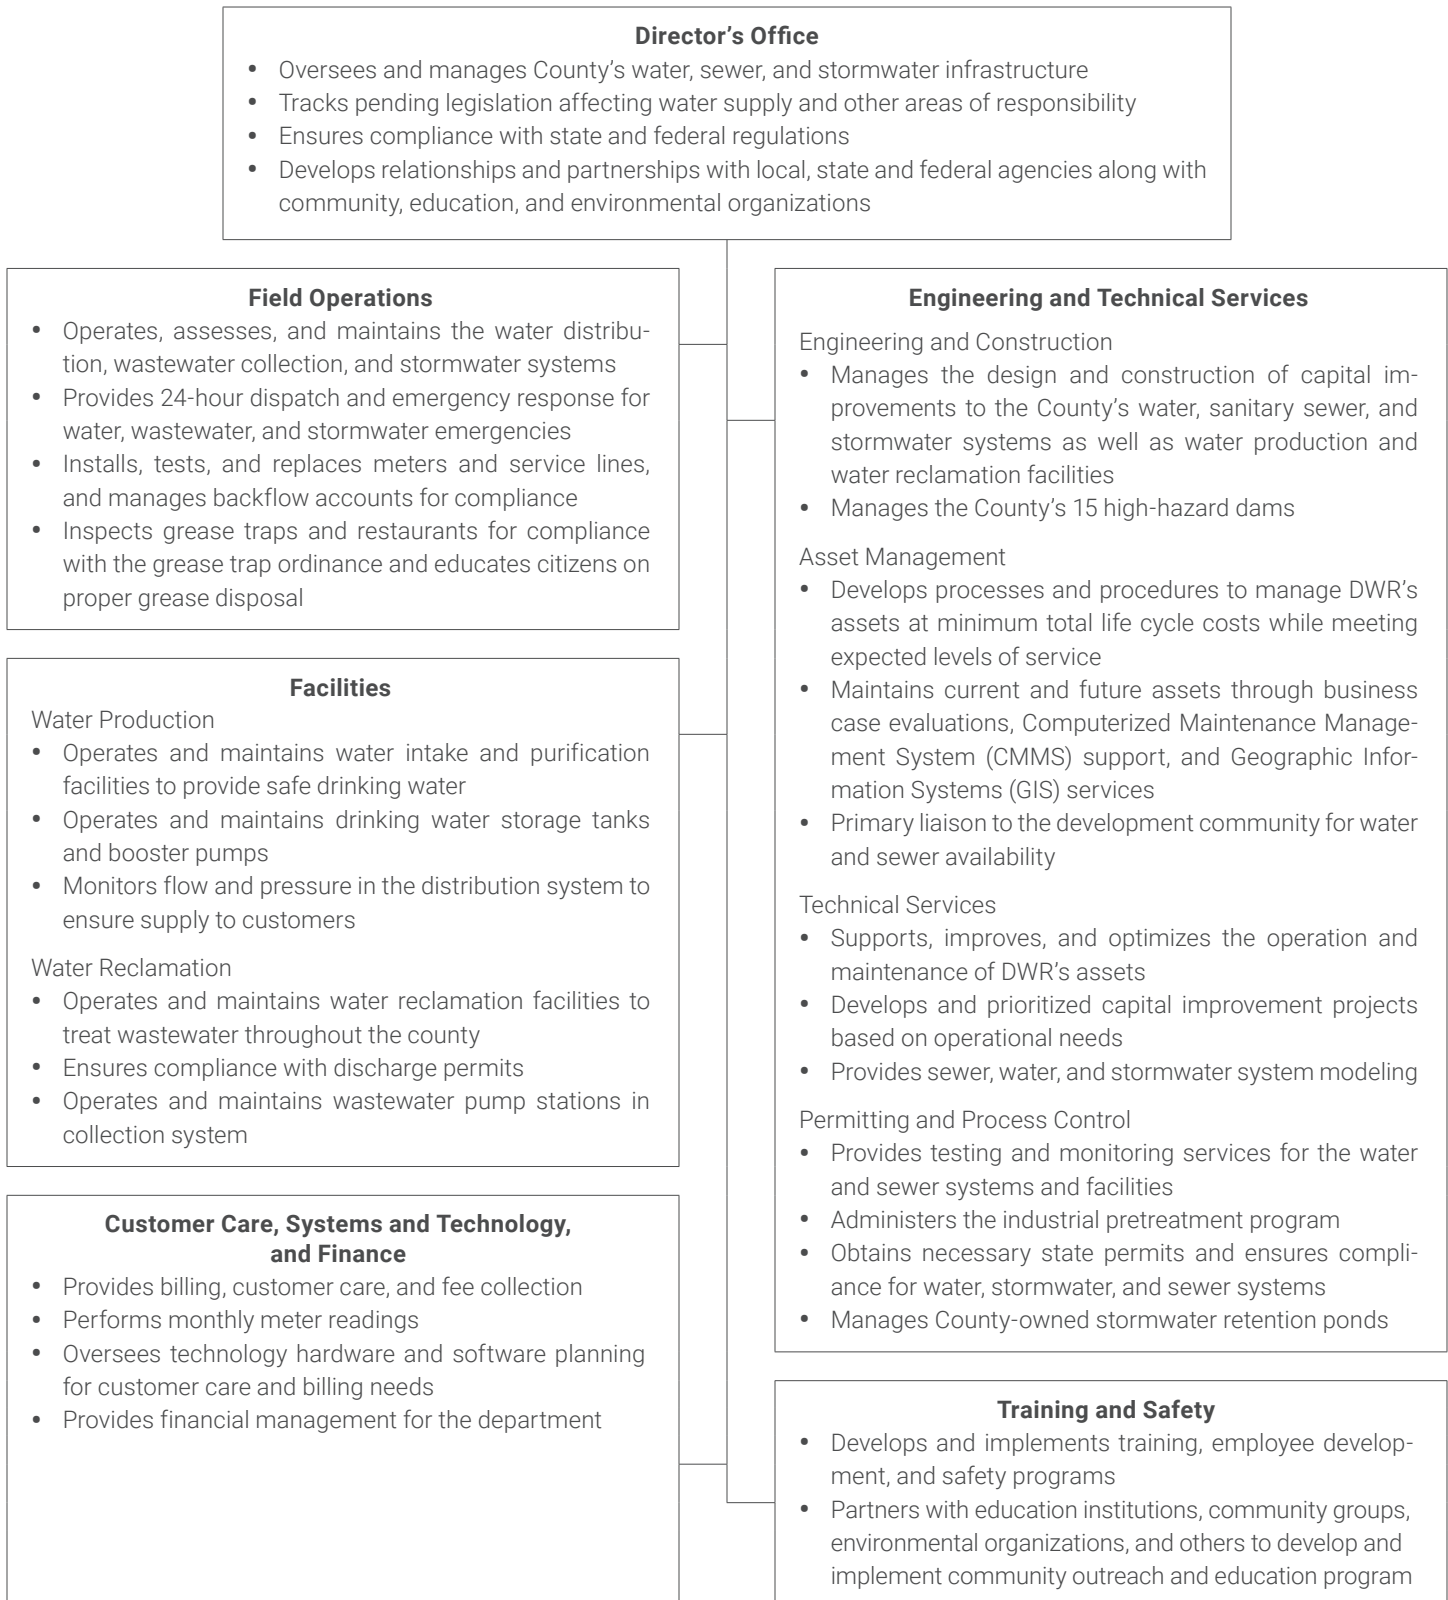 Director’s Office
• Oversees and manages County’s water, sewer, and stormwater infrastructure
• Tracks pending legislation affecting water supply and other areas of responsibility
• Ensures compliance with state and federal regulations
• Develops relationships and partnerships with local, state and federal agencies along with
community, education, and environmental organizations
Field Operations
• Operates, assesses, and maintains the water distribu-
tion, wastewater collection, and stormwater systems
• Provides 24-hour dispatch and emergency response for
water, wastewater, and stormwater emergencies
• Installs, tests, and replaces meters and service lines,
and manages backflow accounts for compliance
• Inspects grease traps and restaurants for compliance
with the grease trap ordinance and educates citizens on
proper grease disposal
Facilities
Water Production
• Operates and maintains water intake and purification
facilities to provide safe drinking water
• Operates and maintains drinking water storage tanks
and booster pumps
• Monitors flow and pressure in the distribution system to
ensure supply to customers
Water Reclamation
• Operates and maintains water reclamation facilities to
treat wastewater throughout the county
• Ensures compliance with discharge permits
• Operates and maintains wastewater pump stations in
collection system
Customer Care, Systems and Technology,
and Finance
• Provides billing, customer care, and fee collection
• Performs monthly meter readings
• Oversees technology hardware and software planning
for customer care and billing needs
• Provides financial management for the department
Engineering and Technical Services
Engineering and Construction
• Manages the design and construction of capital im-
provements to the County’s water, sanitary sewer, and
stormwater systems as well as water production and
water reclamation facilities
• Manages the County’s 15 high-hazard dams
Asset Management
• Develops processes and procedures to manage DWR’s
assets at minimum total life cycle costs while meeting
expected levels of service
• Maintains current and future assets through business
case evaluations, Computerized Maintenance Manage-
ment System (CMMS) support, and Geographic Infor-
mation Systems (GIS) services
• Primary liaison to the development community for water
and sewer availability
Technical Services
• Supports, improves, and optimizes the operation and
maintenance of DWR’s assets
• Develops and prioritized capital improvement projects
based on operational needs
• Provides sewer, water, and stormwater system modeling
Permitting and Process Control
• Provides testing and monitoring services for the water
and sewer systems and facilities
• Administers the industrial pretreatment program
• Obtains necessary state permits and ensures compli-
ance for water, stormwater, and sewer systems
• Manages County-owned stormwater retention ponds
Training and Safety
• Develops and implements training, employee develop-
ment, and safety programs
• Partners with education institutions, community groups,
environmental organizations, and others to develop and
implement community outreach and education program